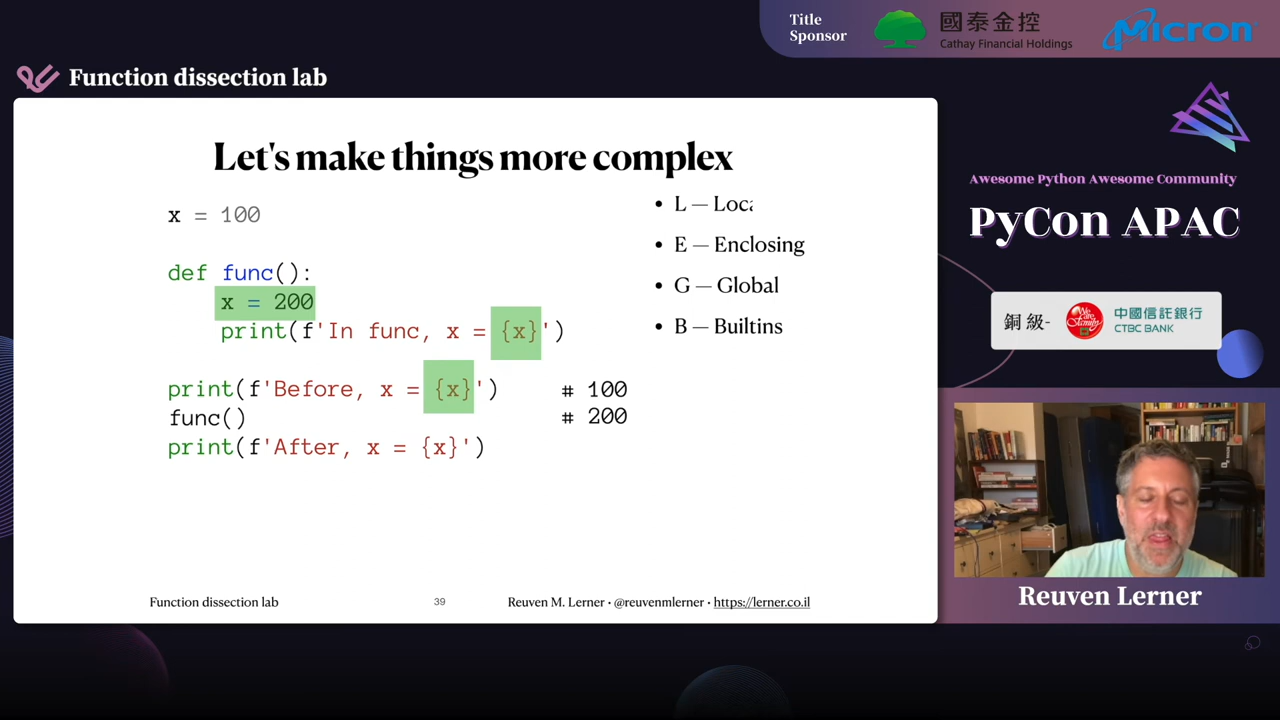 Title
Sponsor
國泰金控
Cathay Financial Holdings
Micron
Function dissection lab
Let's make things more complex
x = 100
def func():
x = 200
print(f'In func, x = {x}')
print(f'Before, x = {x}') # 100
func() # 200
print(f'After, x = {x}')
• L — Loca
• E — Enclosing
• G — Global
• B — Builtins
Function dissection lab
39
Reuven M. Lerner • @reuvenmlerner • https://lerner.co.il
Awesome Python Awesome Community
PyCon APAC
銅級-
We are family
中國信託銀行
CTBC BANK
Reuven Lerner